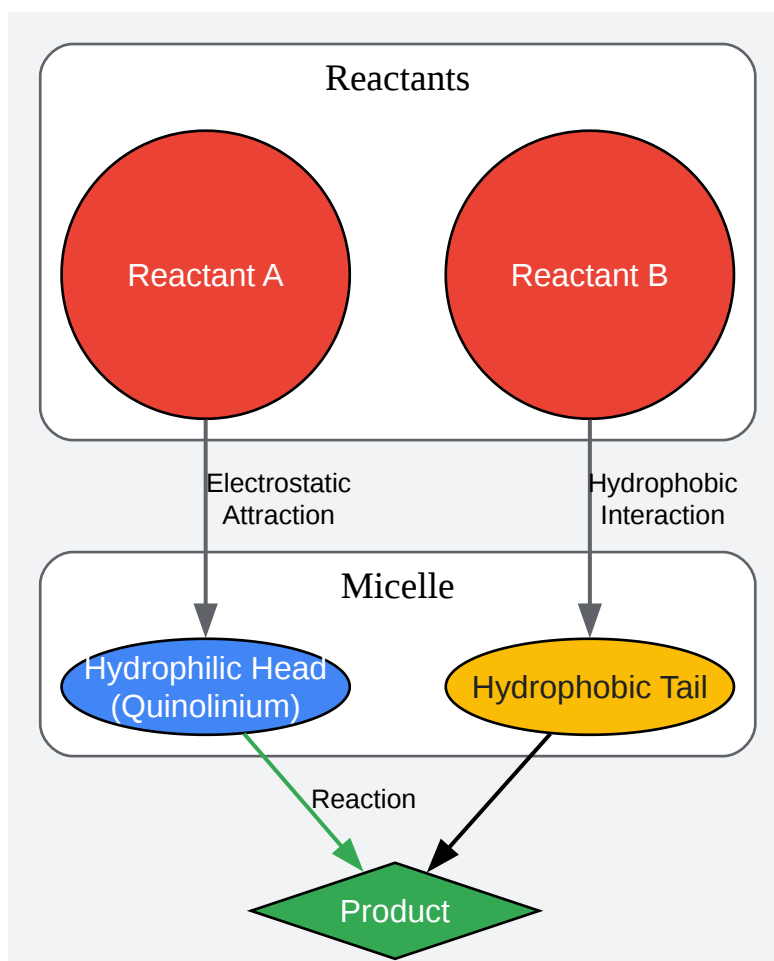 Reactants
Reactant A
Reactant B
Electrostatic
Attraction
Hydrophobic
Interaction
Micelle
Hydrophilic Head
(Quinolinium)
Hydrophobic Tail
Reaction
Product